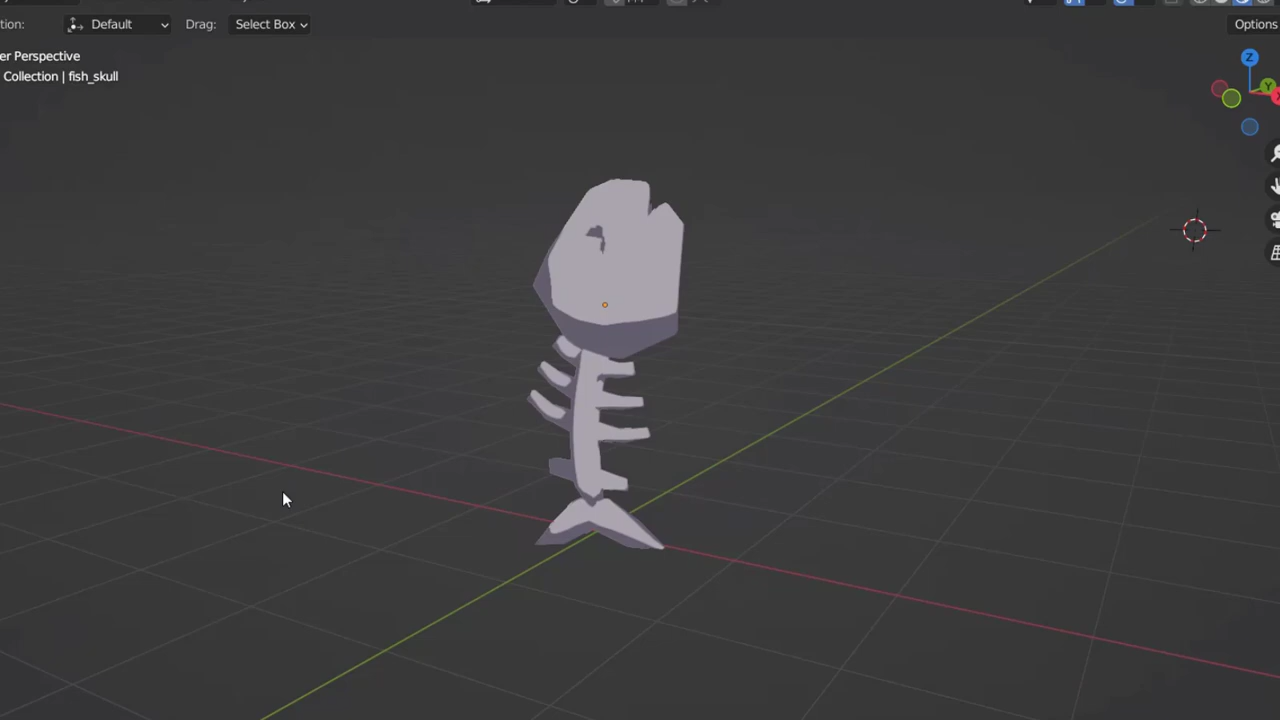 tion: Default Drag: Select Box Options
er Perspective
Collection | fish_skull
Z
Y
X